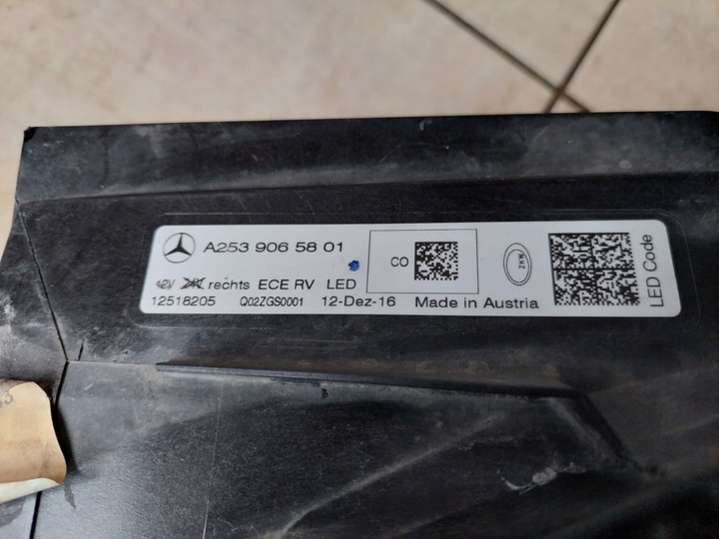 A253 906 58 01
CO
ZKW
12V 24V rechts ECE RV LED
12518205 Q02ZGS0001 12-Dez-16 Made in Austria
LED Code